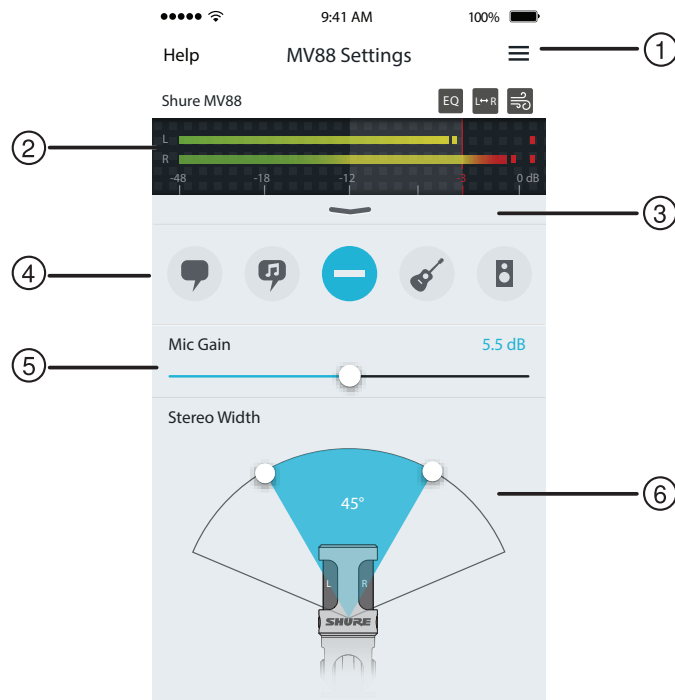 9:41 AM 100%
Help MV88 Settings
1
Shure MV88 EQ L↔R
2
L
R
-48 -18 -12 -3 0 dB
3
4
Mic Gain 5.5 dB
5
Stereo Width
6
45°
L R
SHURE